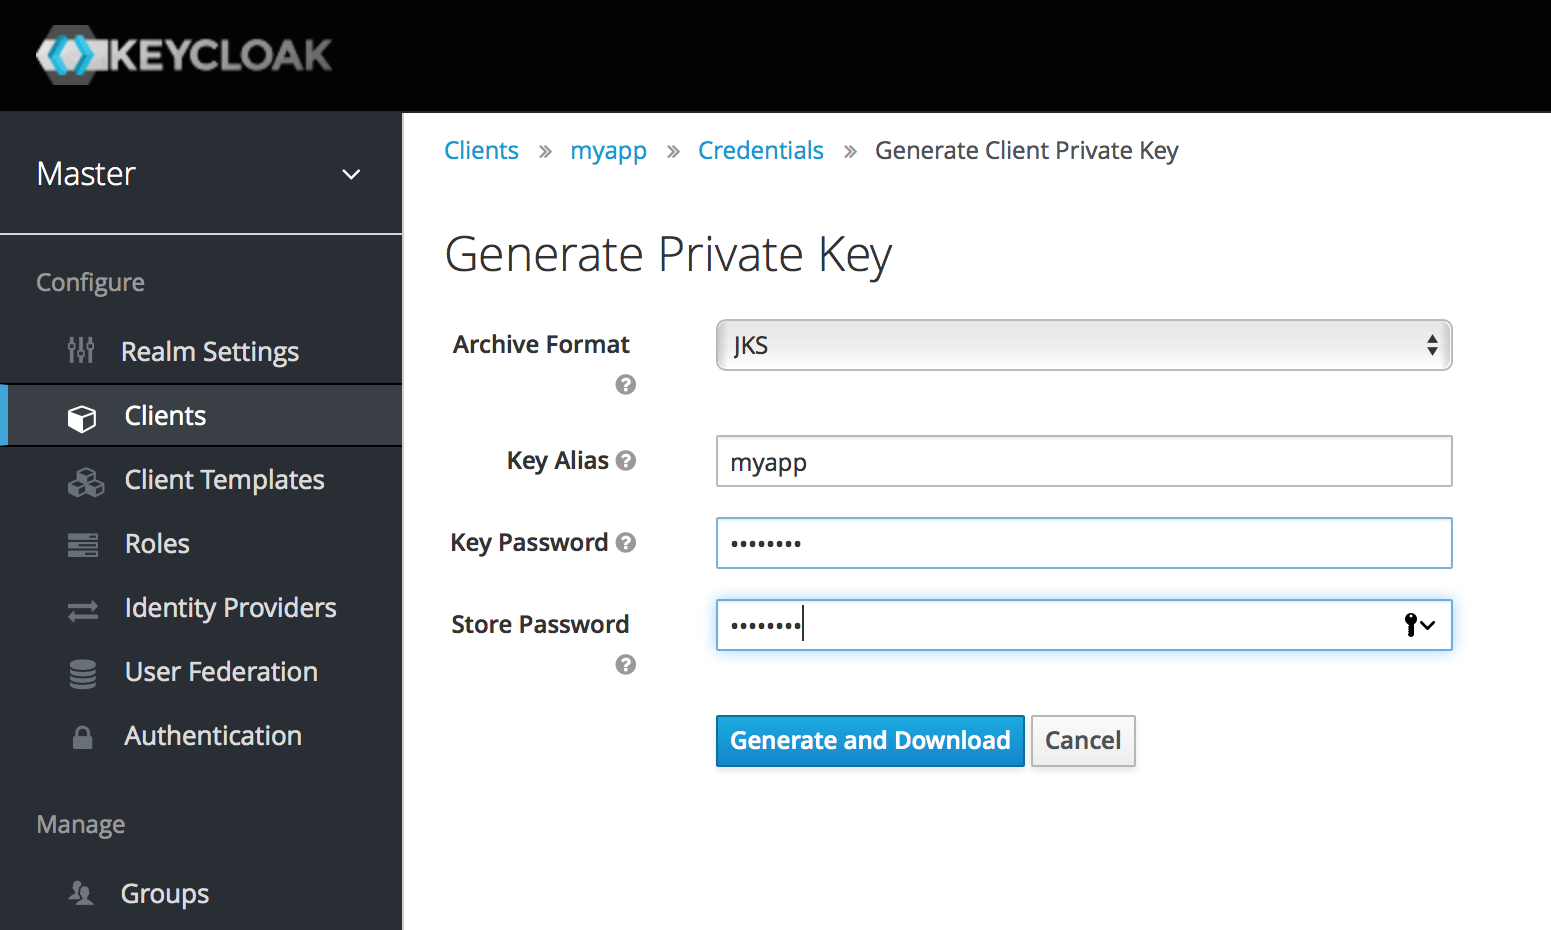 KEYCLOAK
Master
Configure
Realm Settings
Clients
Client Templates
Roles
Identity Providers
User Federation
Authentication
Manage
Groups
Clients » myapp » Credentials » Generate Client Private Key
Generate Private Key
Archive Format JKS
Key Alias myapp
Key Password ••••••••
Store Password ••••••••
Generate and Download Cancel